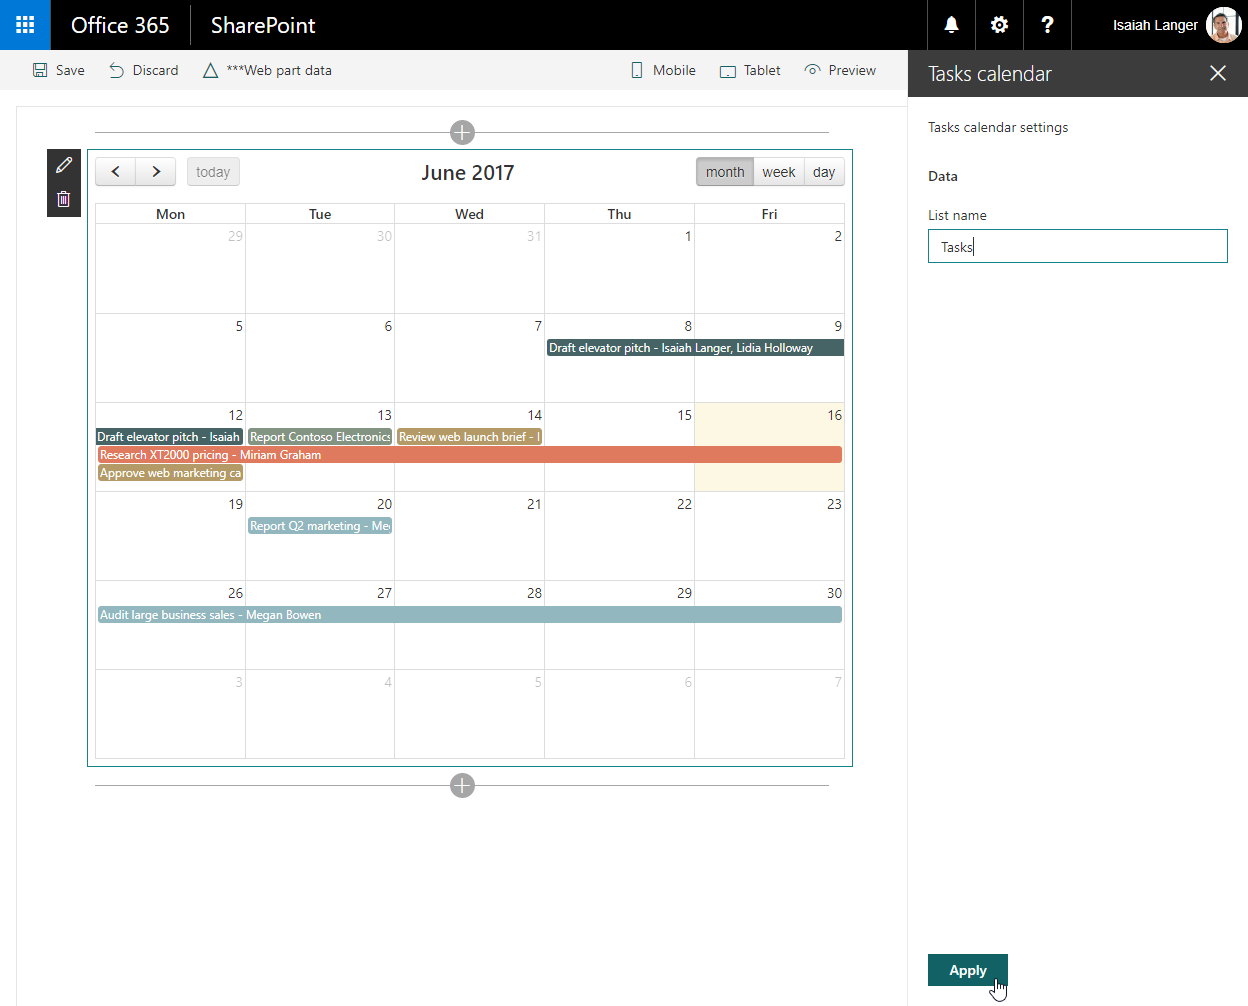 Office 365 SharePoint ? Isaiah Langer
Save Discard ***Web part data Mobile Tablet Preview
Tasks calendar
Tasks calendar settings
Data
List name
Tasks
Apply
today June 2017 month week day
Mon Tue Wed Thu Fri
29 30 31 1 2
5 6 7 8 9
Draft elevator pitch - Isaiah Langer, Lidia Holloway
12 13 14 15 16
Draft elevator pitch - Isaiah Report Contoso Electronics Review web launch brief - I
Research XT2000 pricing - Miriam Graham
Approve web marketing ca
19 20 21 22 23
Report Q2 marketing - Me
26 27 28 29 30
Audit large business sales - Megan Bowen
3 4 5 6 7